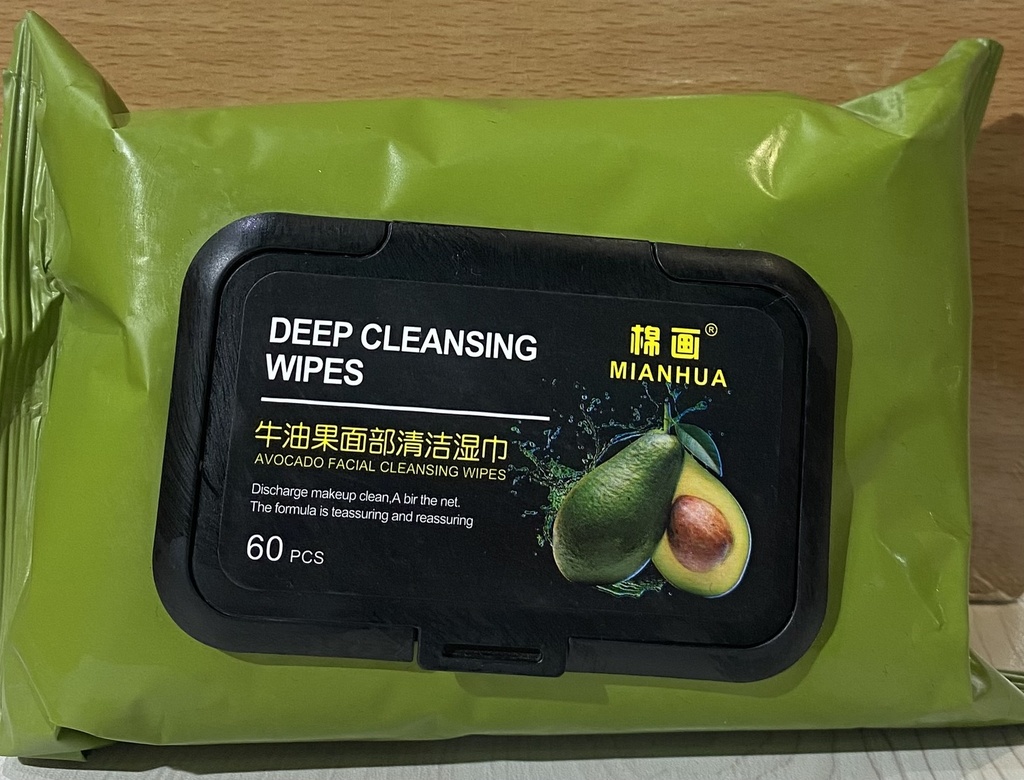 DEEP CLEANSING
WIPES
棉画®
MIANHUA
牛油果面部清洁湿巾
AVOCADO FACIAL CLEANSING WIPES
Discharge makeup clean,A bir the net.
The formula is teassuring and reassuring
60 PCS